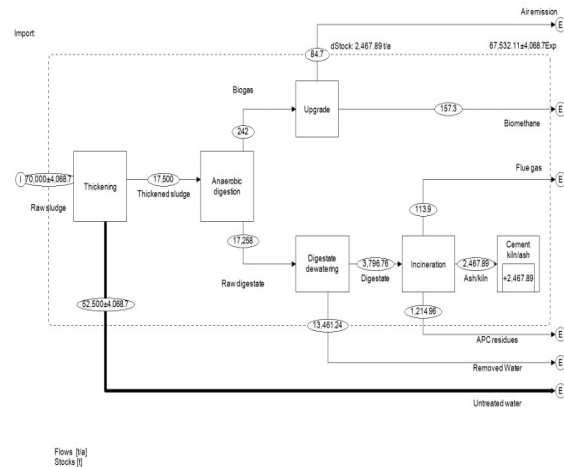 Air emission
E
Import:
dStock: 2,467.89 t/a
67,532.11±4,068.7Exp
84.7
Biogas
Upgrade
157.3
E
242
Biomethane
I
70,000±4,068.7
Thickening
17,500
Anaerobic
digestion
Flue gas
E
Raw sludge
Thickened sludge
113.9
17,258
Digestate
dewatering
3,796.76
Incineration
2,467.89
Cement
kiln/ash
+2,467.89
Raw digestate
Digestate
Ash/kiln
52,500±4,068.7
1,214.96
13,461.24
E
APC residues
E
Removed Water
E
Untreated water
Flows [t/a]
Stocks [t]